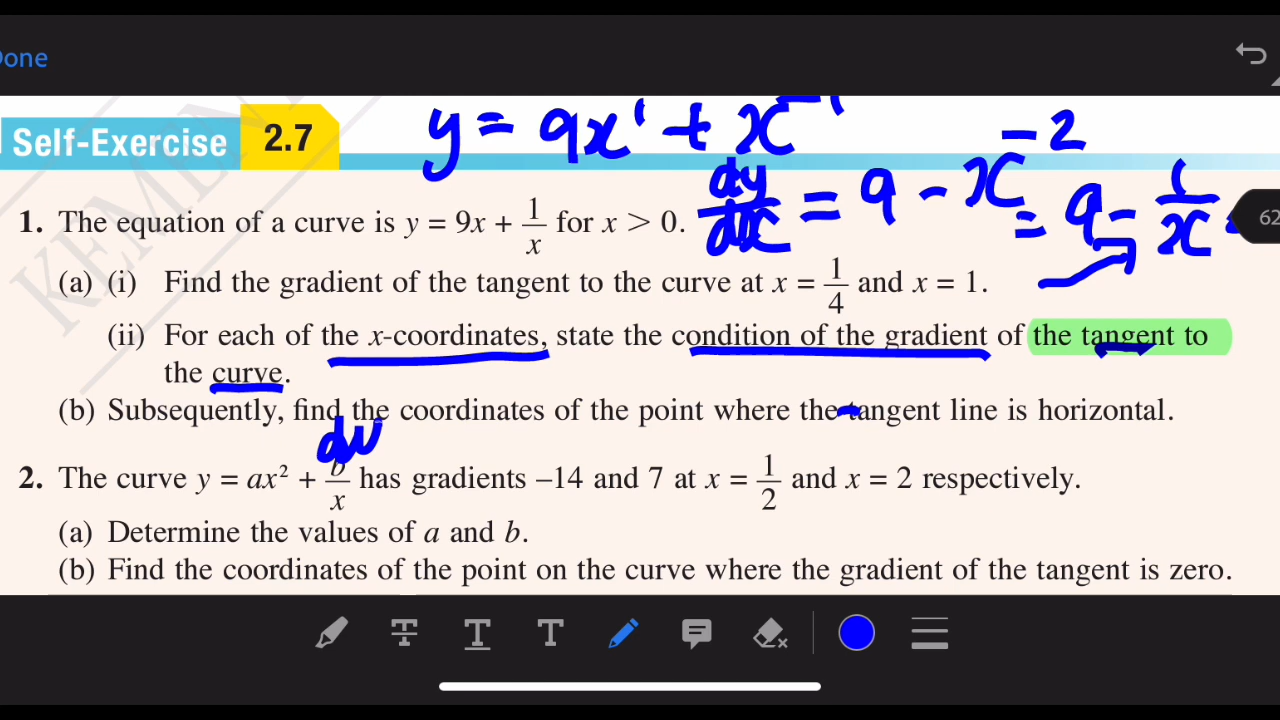 Done
Self-Exercise 2.7
y = 9x¹ + x⁻¹
dy/dx = 9 - x⁻² = 9 - 1/x
62
1. The equation of a curve is y = 9x + 1/x for x > 0.
(a) (i) Find the gradient of the tangent to the curve at x = 1/4 and x = 1.
(ii) For each of the x-coordinates, state the condition of the gradient of the tangent to
the curve.
(b) Subsequently, find the coordinates of the point where the tangent line is horizontal.
dy
2. The curve y = ax² + b/x has gradients –14 and 7 at x = 1/2 and x = 2 respectively.
(a) Determine the values of a and b.
(b) Find the coordinates of the point on the curve where the gradient of the tangent is zero.
T T T